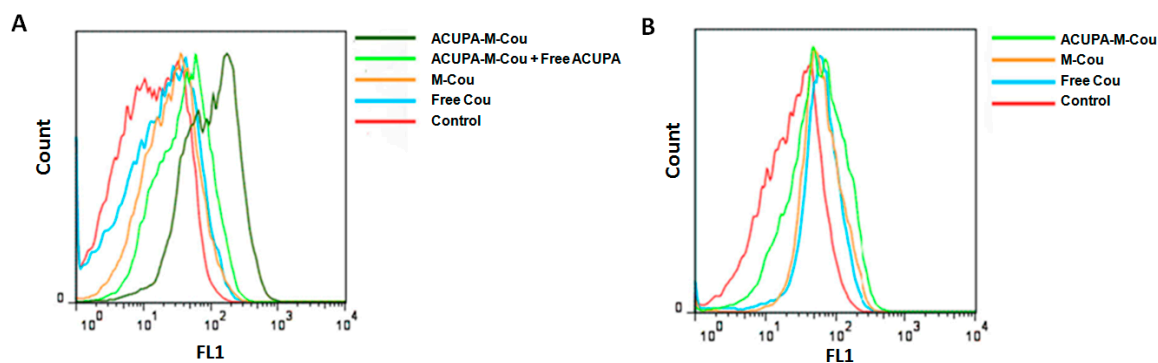 A
ACUPA-M-Cou
ACUPA-M-Cou + Free ACUPA
M-Cou
Free Cou
Control
Count
0
10⁰ 10¹ 10² 10³ 10⁴
FL1
B
ACUPA-M-Cou
M-Cou
Free Cou
Control
Count
0
10⁰ 10¹ 10² 10³ 10⁴
FL1